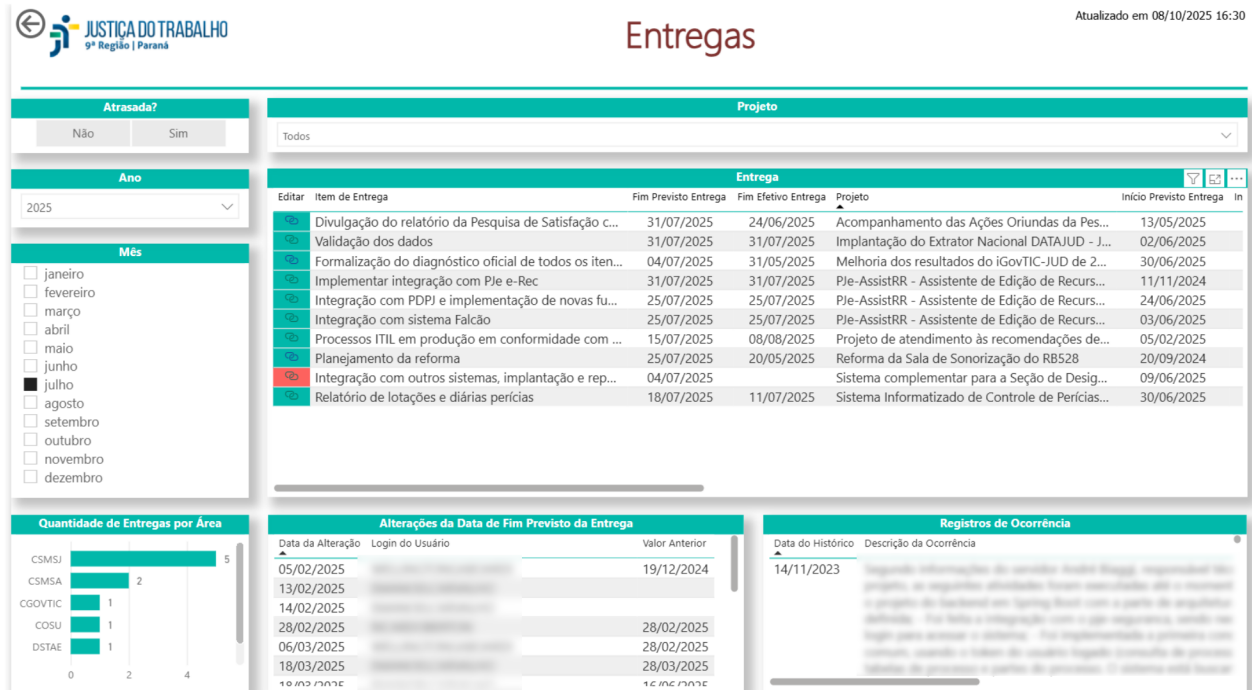 Atualizado em 08/10/2025 16:30
JUSTIÇA DO TRABALHO
9ª Região | Paraná
Entregas
Atrasada?
Não Sim
Projeto
Todos
Ano
2025
Mês
janeiro
fevereiro
março
abril
maio
junho
julho
agosto
setembro
outubro
novembro
dezembro
Entrega
Editar Item de Entrega Fim Previsto Entrega Fim Efetivo Entrega Projeto Início Previsto Entrega In
Divulgação do relatório da Pesquisa de Satisfação c... 31/07/2025 24/06/2025 Acompanhamento das Ações Oriundas da Pes... 13/05/2025
Validação dos dados 31/07/2025 31/07/2025 Implantação do Extrator Nacional DATAJUD - J... 02/06/2025
Formalização do diagnóstico oficial de todos os iten... 04/07/2025 31/05/2025 Melhoria dos resultados do iGovTIC-JUD de 2... 30/06/2025
Implementar integração com PJe e-Rec 31/07/2025 31/07/2025 PJe-AssistRR - Assistente de Edição de Recurs... 11/11/2024
Integração com PDPJ e implementação de novas fu... 25/07/2025 25/07/2025 PJe-AssistRR - Assistente de Edição de Recurs... 24/06/2025
Integração com sistema Falcão 25/07/2025 25/07/2025 PJe-AssistRR - Assistente de Edição de Recurs... 03/06/2025
Processos ITIL em produção em conformidade com ... 15/07/2025 08/08/2025 Projeto de atendimento às recomendações de... 05/02/2025
Planejamento da reforma 25/07/2025 20/05/2025 Reforma da Sala de Sonorização do RB528 20/09/2024
Integração com outros sistemas, implantação e rep... 04/07/2025 Sistema complementar para a Seção de Desig... 09/06/2025
Relatório de lotações e diárias perícias 18/07/2025 11/07/2025 Sistema Informatizado de Controle de Perícias... 30/06/2025
Quantidade de Entregas por Área
CSMSJ 5
CSMSA 2
CGOVTIC 1
COSU 1
DSTAE 1
0 2 4
Alterações da Data de Fim Previsto da Entrega
Data da Alteração Login do Usuário Valor Anterior
05/02/2025 19/12/2024
13/02/2025
14/02/2025
28/02/2025 28/02/2025
06/03/2025 28/02/2025
18/03/2025 28/03/2025
18/03/2025 16/06/2025
Registros de Ocorrência
Data do Histórico Descrição da Ocorrência
14/11/2023